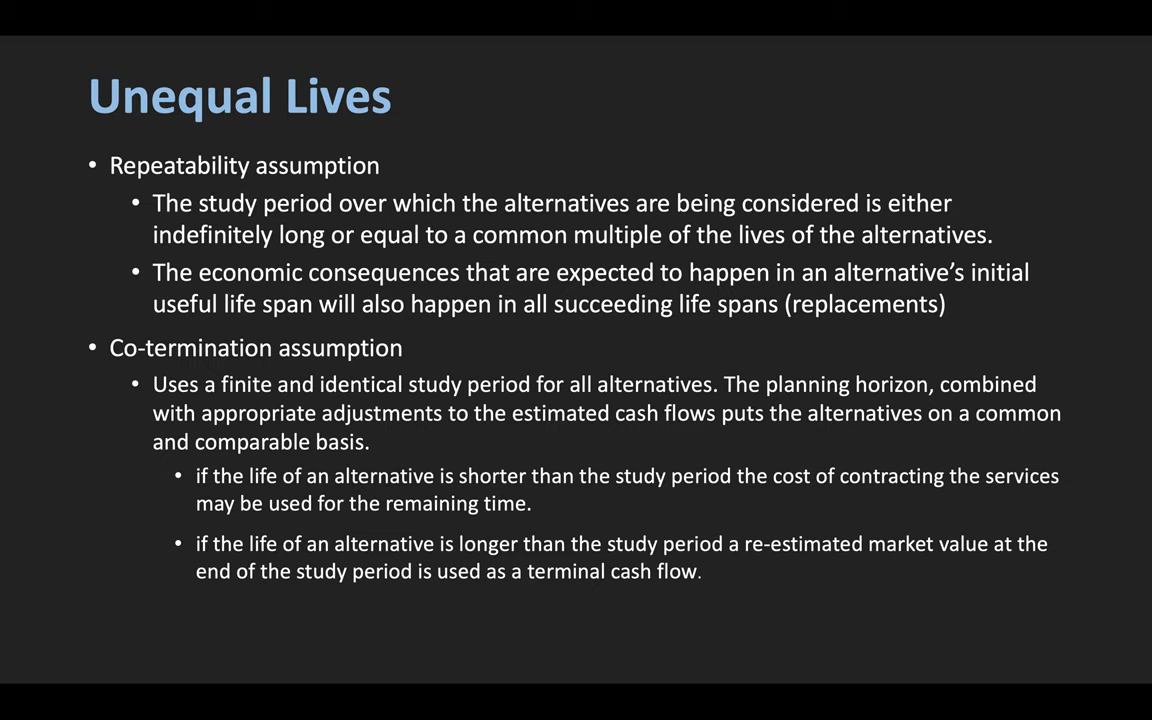 Unequal Lives
• Repeatability assumption
• The study period over which the alternatives are being considered is either
indefinitely long or equal to a common multiple of the lives of the alternatives.
• The economic consequences that are expected to happen in an alternative’s initial
useful life span will also happen in all succeeding life spans (replacements)
• Co-termination assumption
• Uses a finite and identical study period for all alternatives. The planning horizon, combined
with appropriate adjustments to the estimated cash flows puts the alternatives on a common
and comparable basis.
• if the life of an alternative is shorter than the study period the cost of contracting the services
may be used for the remaining time.
• if the life of an alternative is longer than the study period a re-estimated market value at the
end of the study period is used as a terminal cash flow.